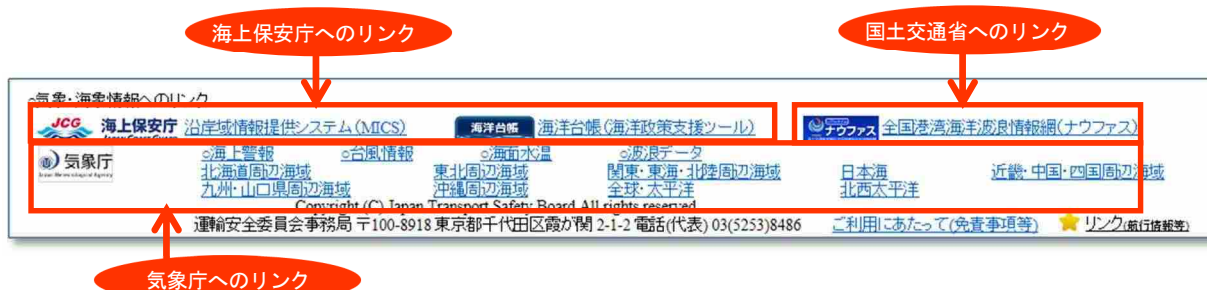 海上保安庁へのリンク
国土交通省へのリンク
○気象・海象情報へのリンク
JCG 海上保安庁 沿岸域情報提供システム(MICS) 海洋台帳 海洋台帳(海洋政策支援ツール) ナウファス 全国港湾海洋波浪情報網(ナウファス)
Japan Coast Guard
気象庁 ○海上警報 ○台風情報 ○海面水温 ○波浪データ
Japan Meteorological Agency
北海道周辺海域 東北周辺海域 関東・東海・北陸周辺海域 日本海 近畿・中国・四国周辺海域
九州・山口県周辺海域 沖縄周辺海域 全球・太平洋 北西太平洋
Copyright (C) Japan Transport Safety Board All rights reserved
運輸安全委員会事務局 〒100-8918 東京都千代田区霞が関 2-1-2 電話(代表) 03(5253)8486 ご利用にあたって(免責事項等) リンク(航行情報等)
気象庁へのリンク